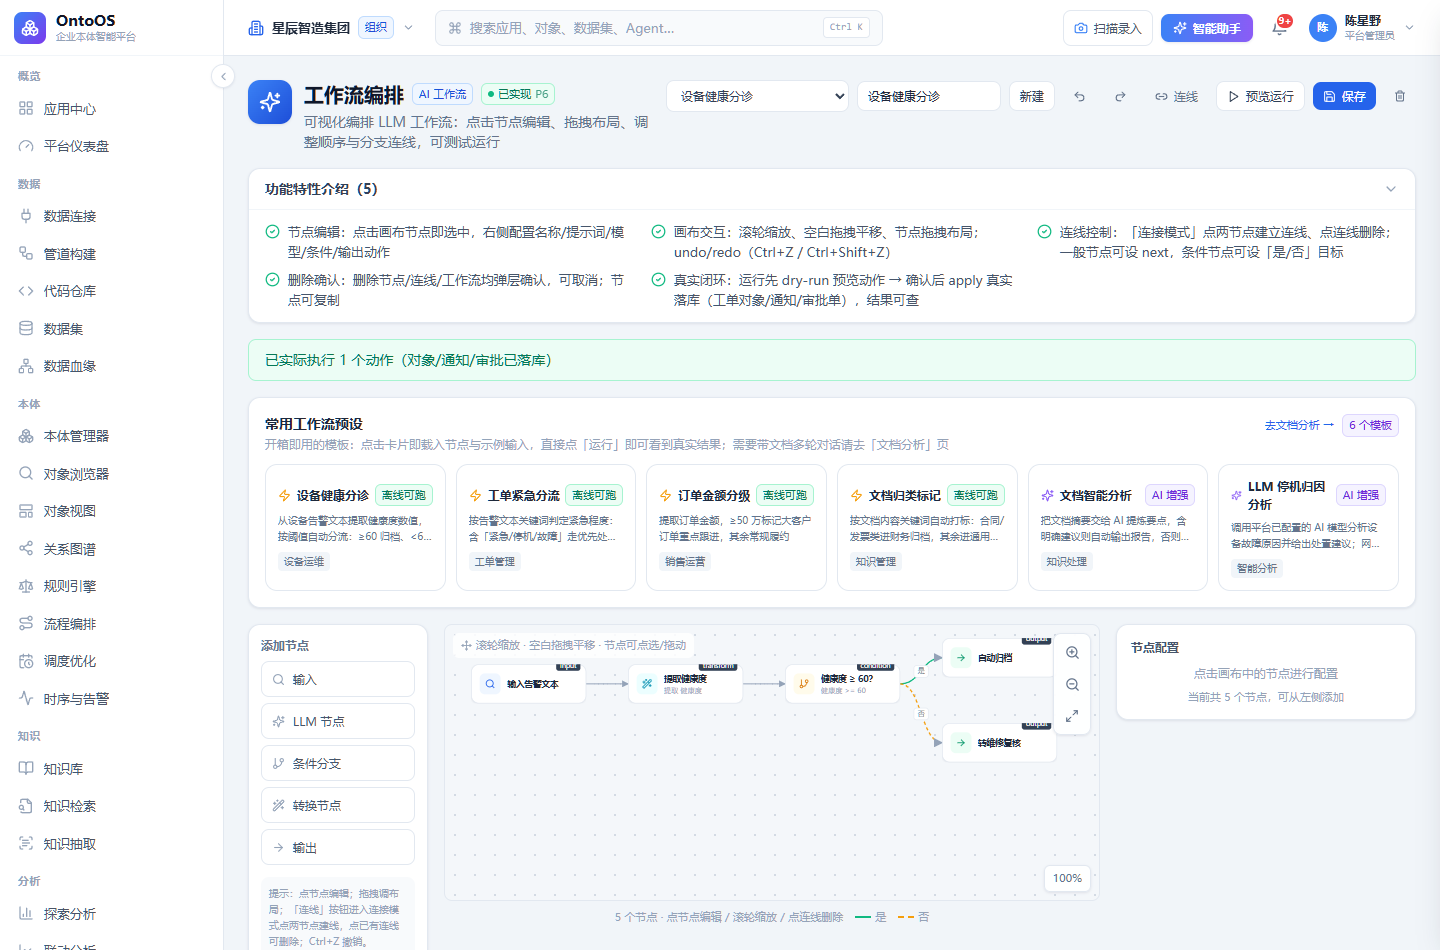 OntoOS
企业本体智能平台
星辰智造集团 组织
搜索应用、对象、数据集、Agent... Ctrl K
扫描录入
智能助手
9+
陈
陈星野
平台管理员
概览
应用中心
平台仪表盘
数据
数据连接
管道构建
代码仓库
数据集
数据血缘
本体
本体管理器
对象浏览器
对象视图
关系图谱
规则引擎
流程编排
调度优化
时序与告警
知识
知识库
知识检索
知识抽取
分析
探索分析
联动分析
工作流编排 AI 工作流 已实现 P6
可视化编排 LLM 工作流：点击节点编辑、拖拽布局、调
整顺序与分支连线，可测试运行
设备健康分诊
设备健康分诊
新建
连线
预览运行
保存
功能特性介绍（5）
节点编辑：点击画布节点即选中，右侧配置名称/提示词/模
型/条件/输出动作
画布交互：滚轮缩放、空白拖拽平移、节点拖拽布局；
undo/redo（Ctrl+Z / Ctrl+Shift+Z）
连线控制：「连接模式」点两节点建立连线、点连线删除；
一般节点可设 next，条件节点可设「是/否」目标
删除确认：删除节点/连线/工作流均弹层确认，可取消；节
点可复制
真实闭环：运行先 dry-run 预览动作 → 确认后 apply 真实
落库（工单对象/通知/审批单），结果可查
已实际执行 1 个动作（对象/通知/审批已落库）
常用工作流预设
开箱即用的模板：点击卡片即载入节点与示例输入，直接点「运行」即可看到真实结果；需要带文档多轮对话请去「文档分析」页
去文档分析 →
6 个模板
设备健康分诊 离线可跑
从设备告警文本提取健康度数值，
按阈值自动分流：≥60 归档、<6...
设备运维
工单紧急分流 离线可跑
按告警文本关键词判定紧急程度：
含「紧急/停机/故障」走优先处...
工单管理
订单金额分级 离线可跑
提取订单金额，≥50 万标记大客户
订单重点跟进，其余常规履约
销售运营
文档归类标记 离线可跑
按文档内容关键词自动打标：合同/
发票类进财务归档，其余进通用...
知识管理
文档智能分析 AI 增强
把文档摘要交给 AI 提炼要点，含
明确建议则自动输出报告，否则...
知识处理
LLM 停机归因
分析
AI 增强
调用平台已配置的 AI 模型分析设
备故障原因并给出处置建议；网...
智能分析
添加节点
输入
LLM 节点
条件分支
转换节点
输出
提示：点节点编辑；拖拽调布
局；「连线」按钮进入连接模
式点两节点建线，点已有连线
可删除；Ctrl+Z 撤销。
滚轮缩放 · 空白拖拽平移 · 节点可点选/拖动
input
输入告警文本
transform
提取健康度
提取 健康度
condition
健康度 ≥ 60?
健康度 >= 60
是
否
output
自动归档
output
转维修复核
100%
5 个节点 · 点节点编辑 / 滚轮缩放 / 点连线删除 是 否
节点配置
点击画布中的节点进行配置
当前共 5 个节点，可从左侧添加